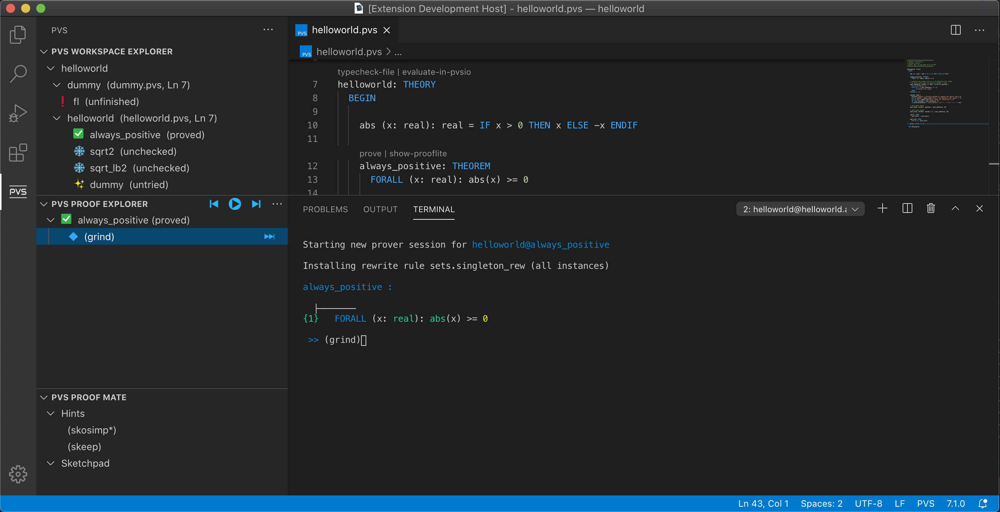 [Extension Development Host] - helloworld.pvs — helloworld
PVS
PVS WORKSPACE EXPLORER
helloworld
dummy (dummy.pvs, Ln 7)
fl (unfinished)
helloworld (helloworld.pvs, Ln 7)
always_positive (proved)
sqrt2 (unchecked)
sqrt_lb2 (unchecked)
dummy (untried)
PVS
PVS PROOF EXPLORER
always_positive (proved)
(grind)
PVS PROOF MATE
Hints
(skosimp*)
(skeep)
Sketchpad
PVS helloworld.pvs
PVS helloworld.pvs > ...
typecheck-file | evaluate-in-pvsio
7 helloworld: THEORY
8 BEGIN
9
10 abs (x: real): real = IF x > 0 THEN x ELSE -x ENDIF
11
prove | show-prooflite
12 always_positive: THEOREM
13 FORALL (x: real): abs(x) >= 0
14
PROBLEMS OUTPUT TERMINAL 2: helloworld@helloworld.
Starting new prover session for helloworld@always_positive
Installing rewrite rule sets.singleton_rew (all instances)
always_positive :
{1} FORALL (x: real): abs(x) >= 0
>> (grind)
Ln 43, Col 1 Spaces: 2 UTF-8 LF PVS 7.1.0